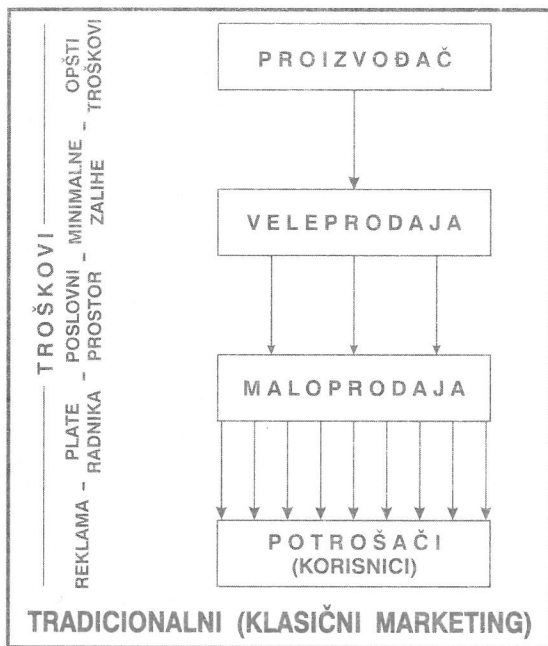 PROIZVOĐAČ
VELEPRODAJA
MALOPRODAJA
POTROŠAČI
(KORISNICI)
TROŠKOVI
REKLAMA – PLATE RADNIKA – POSLOVNI PROSTOR – MINIMALNE ZALIHE – OPŠTI TROŠKOVI
TRADICIONALNI (KLASIČNI MARKETING)